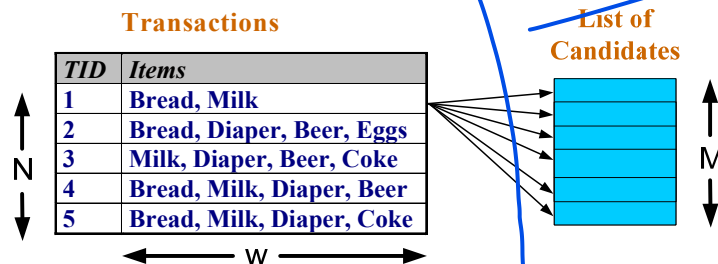 Transactions
List of
Candidates
TID Items
1 Bread, Milk
2 Bread, Diaper, Beer, Eggs
3 Milk, Diaper, Beer, Coke
4 Bread, Milk, Diaper, Beer
5 Bread, Milk, Diaper, Coke
N
M
w